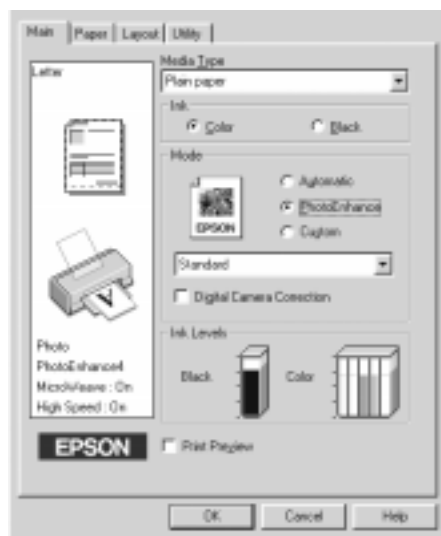 Main Paper Layout Utility
Letter
Media Type
Plain paper
Ink
Color Black
Mode
EPSON
Automatic
PhotoEnhance
Custom
Standard
Digital Camera Correction
Ink Levels
Black Color
Photo
PhotoEnhance4
MicroWeave : On
High Speed : On
EPSON
Print Preview
OK Cancel Help